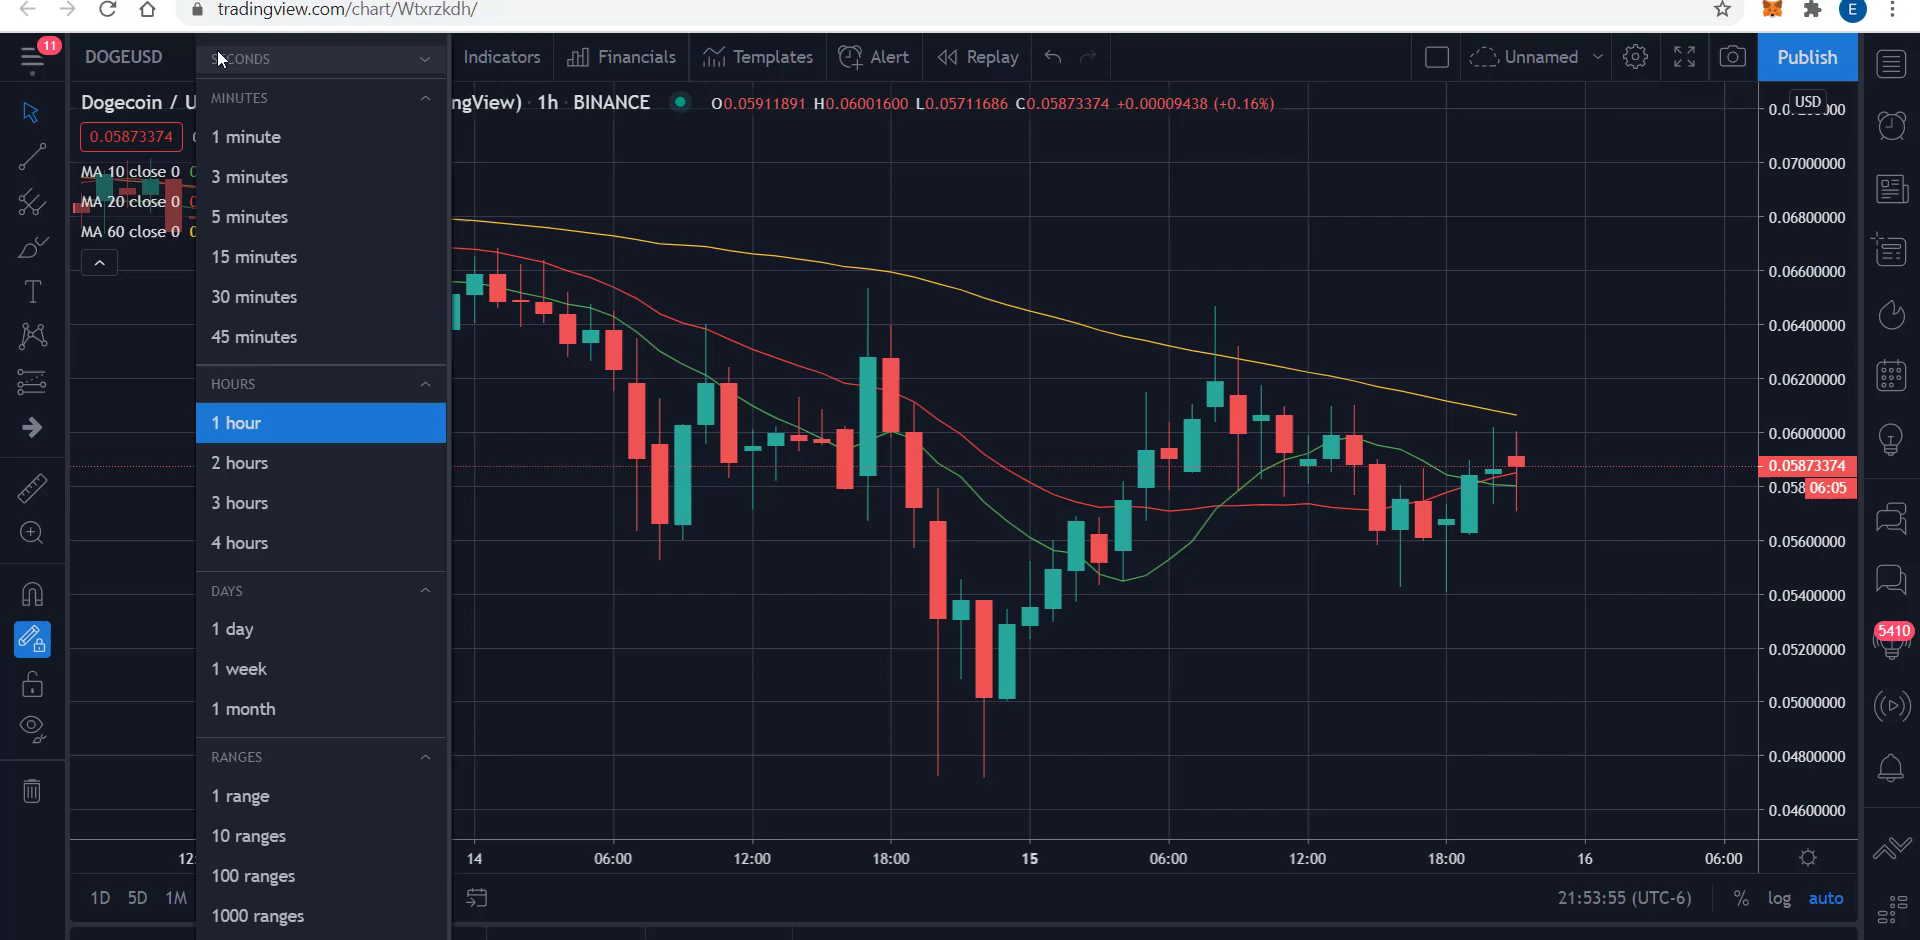 tradingview.com/chart/Wtxrzkdh/
E
11
DOGEUSD
Indicators
Financials
Templates
Alert
Replay
Unnamed
Publish
Dogecoin / U
ngView) · 1h · BINANCE
O0.05911891 H0.06001600 L0.05711686 C0.05873374 +0.00009438 (+0.16%)
0.05873374
MA 10 close 0
MA 20 close 0
MA 60 close 0
MINUTES
1 minute
3 minutes
5 minutes
15 minutes
30 minutes
45 minutes
HOURS
1 hour
2 hours
3 hours
4 hours
DAYS
1 day
1 week
1 month
RANGES
1 range
10 ranges
100 ranges
1000 ranges
USD
0.07000000
0.06800000
0.06600000
0.06400000
0.06200000
0.06000000
0.05873374
0.058
06:05
0.05600000
0.05400000
0.05200000
0.05000000
0.04800000
0.04600000
5410
12:
14
06:00
12:00
18:00
15
06:00
12:00
18:00
16
06:00
1D 5D 1M
21:53:55 (UTC-6)
%
log
auto